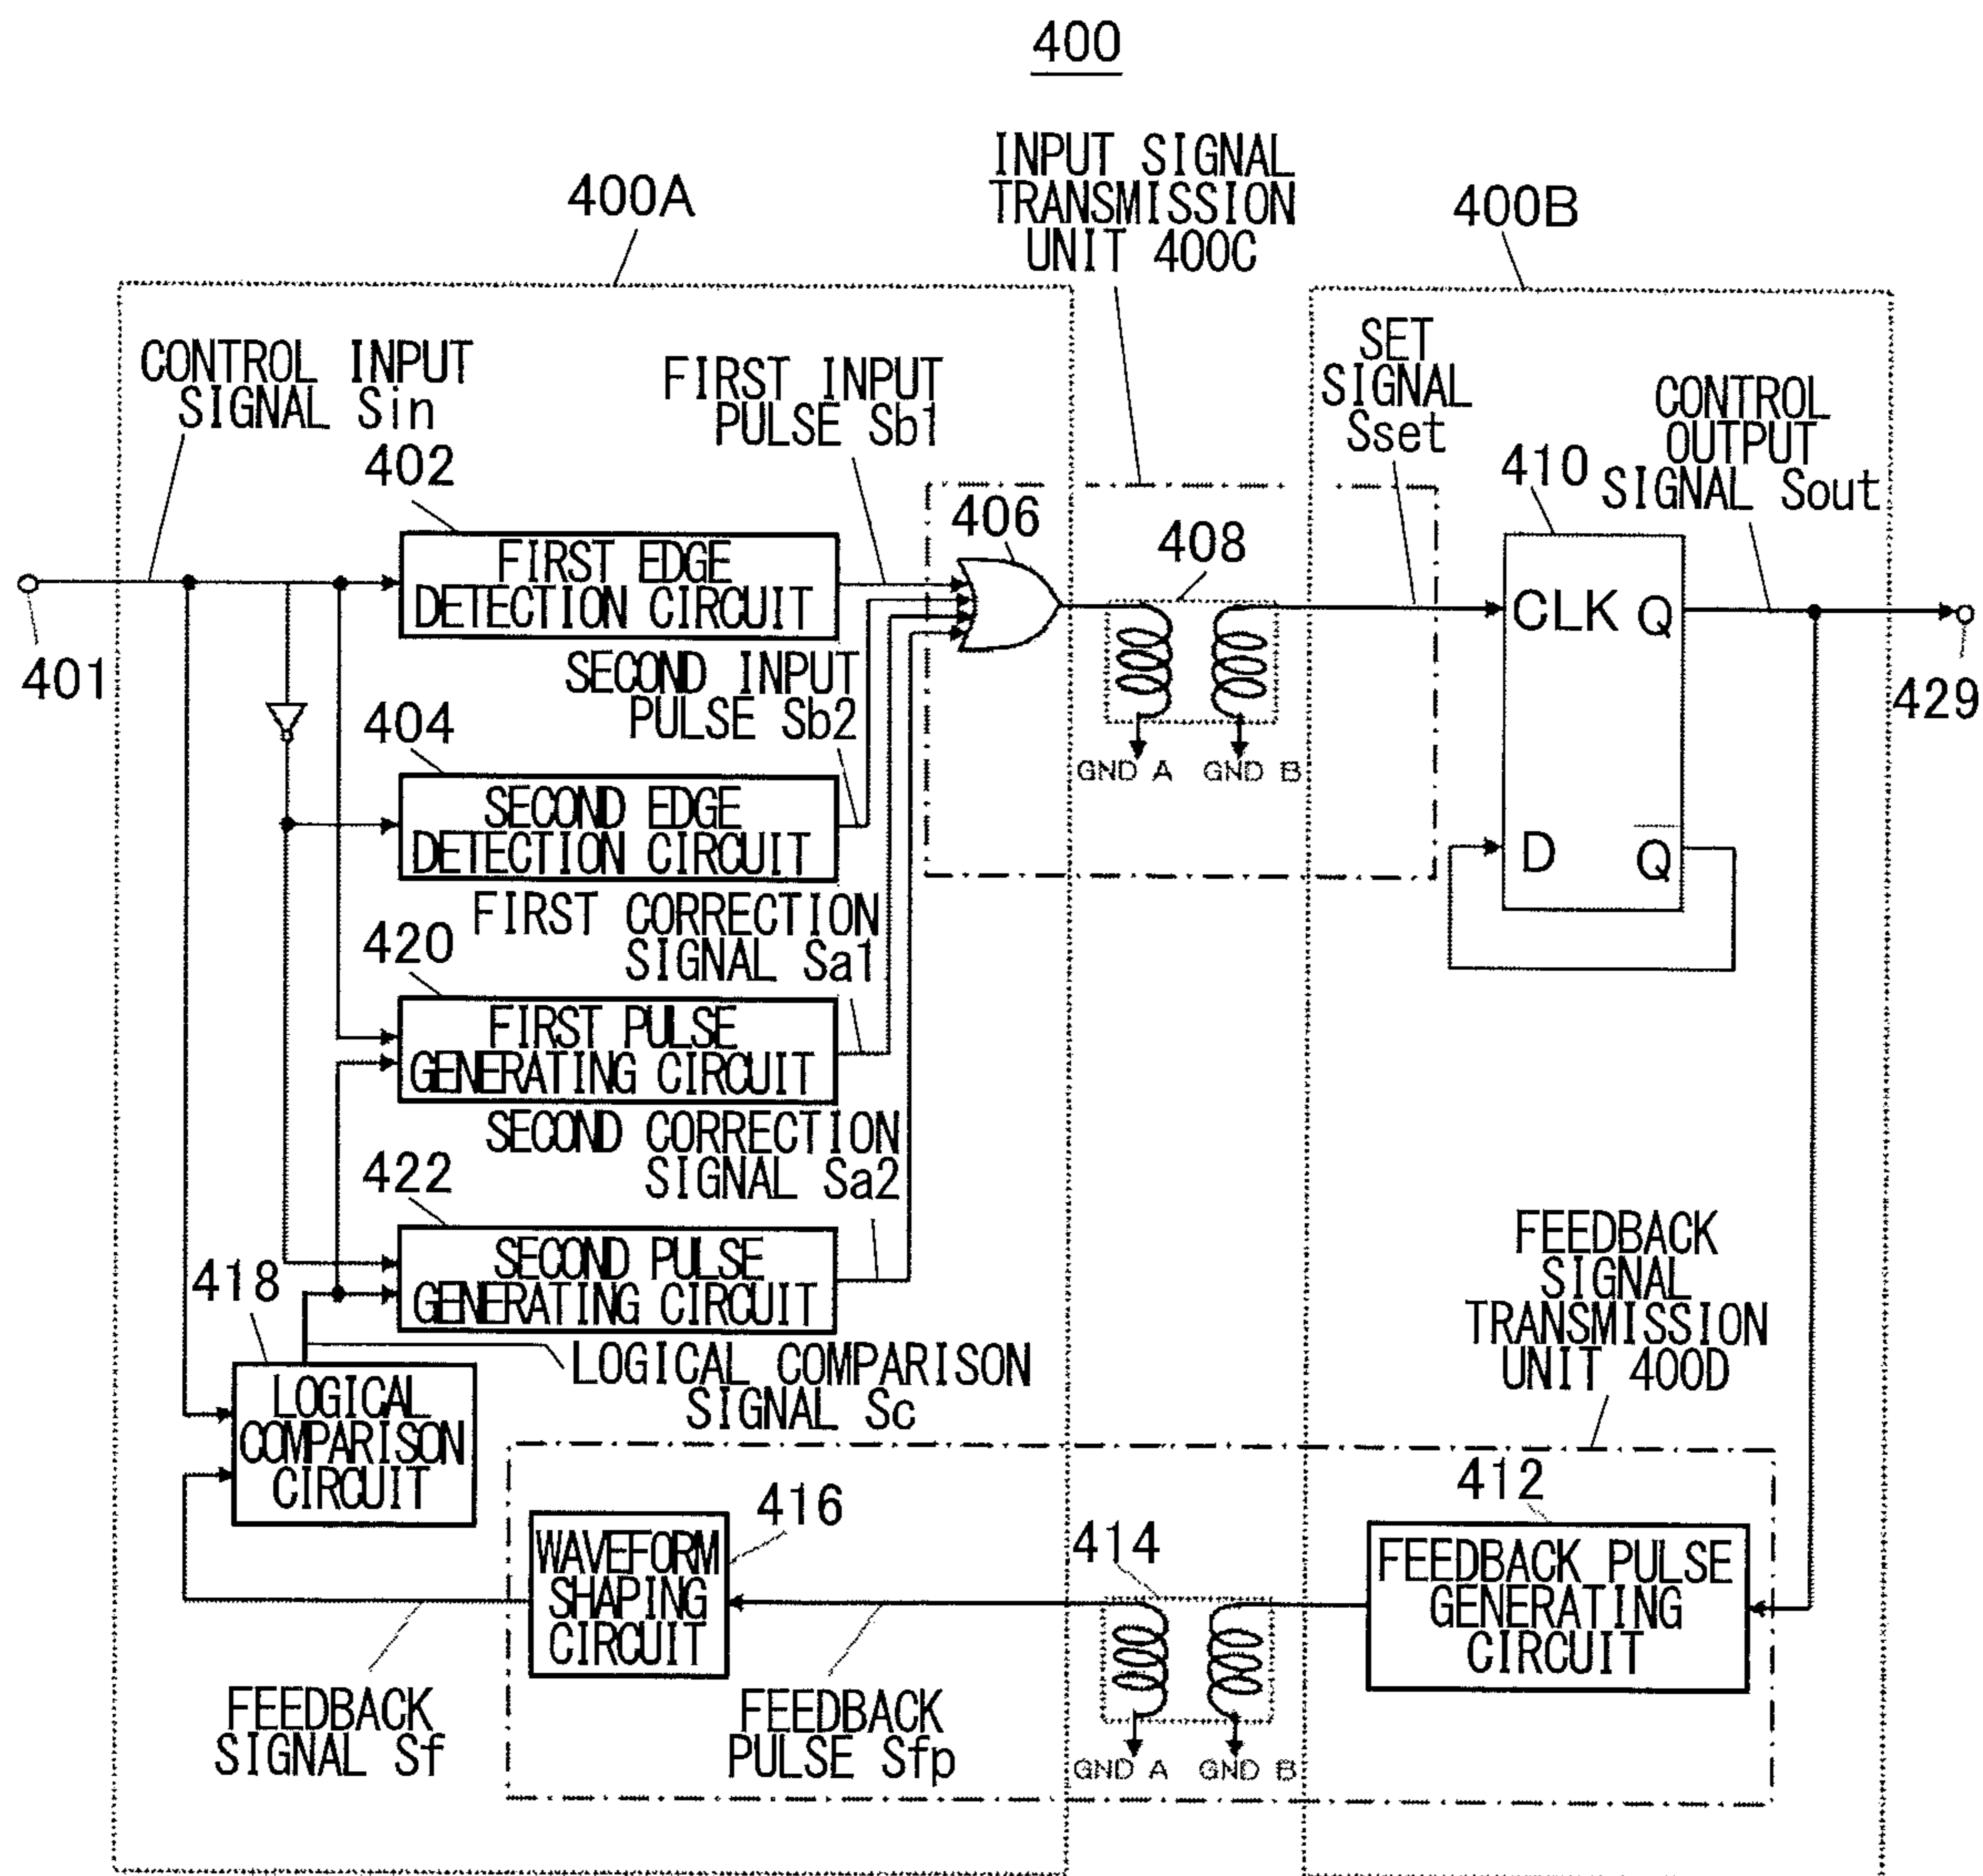 400
INPUT SIGNAL
TRANSMISSION
UNIT 400C
400A
400B
CONTROL INPUT
SIGNAL Sin
FIRST INPUT
PULSE Sb1
SET
SIGNAL
Sset
CONTROL
OUTPUT
SIGNAL Sout
402
406
408
410
FIRST EDGE
DETECTION CIRCUIT
CLK
Q
401
429
SECOND INPUT
PULSE Sb2
404
GND A
GND B
SECOND EDGE
DETECTION CIRCUIT
D
Q
FIRST CORRECTION
SIGNAL Sa1
420
FIRST PULSE
GENERATING CIRCUIT
SECOND CORRECTION
SIGNAL Sa2
422
SECOND PULSE
GENERATING CIRCUIT
FEEDBACK
SIGNAL
TRANSMISSION
UNIT 400D
418
LOGICAL COMPARISON
SIGNAL Sc
LOGICAL
COMPARISON
CIRCUIT
416
412
WAVEFORM
SHAPING
CIRCUIT
414
FEEDBACK PULSE
GENERATING
CIRCUIT
FEEDBACK
SIGNAL Sf
FEEDBACK
PULSE Sfp
GND A
GND B